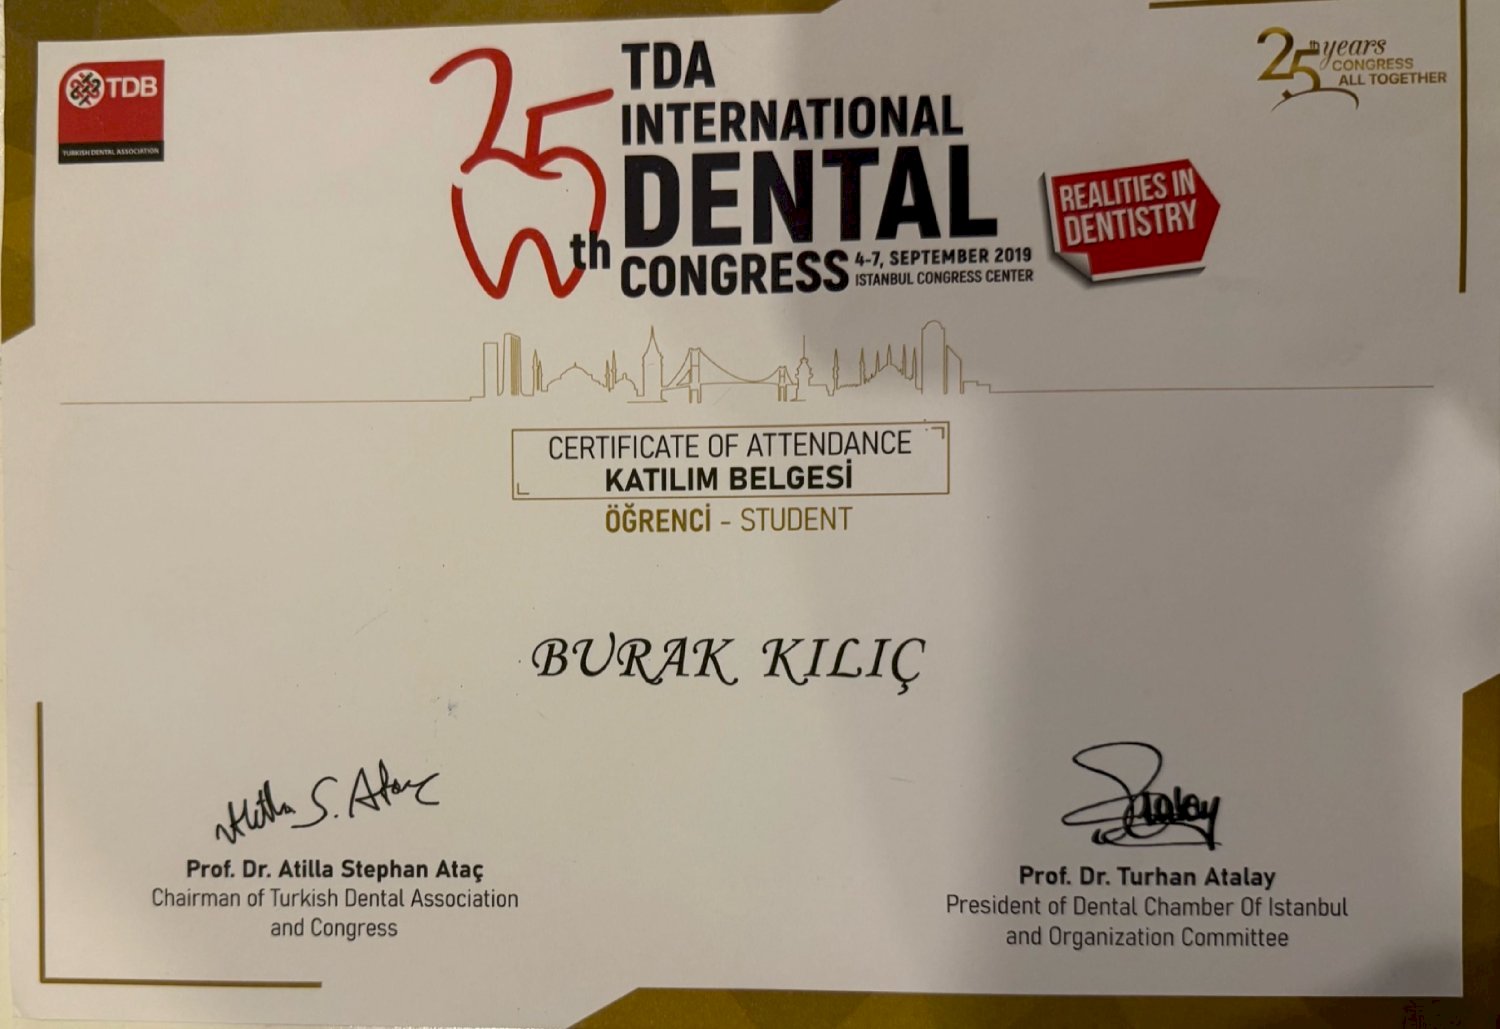 TDB
TURKISH DENTAL ASSOCIATION
25th
TDA
INTERNATIONAL
DENTAL
CONGRESS
4-7, SEPTEMBER 2019
ISTANBUL CONGRESS CENTER
REALITIES IN
DENTISTRY
25th years
CONGRESS
ALL TOGETHER
CERTIFICATE OF ATTENDANCE
KATILIM BELGESİ
ÖĞRENCİ - STUDENT
BURAK KILIÇ
Prof. Dr. Atilla Stephan Ataç
Chairman of Turkish Dental Association
and Congress
Prof. Dr. Turhan Atalay
President of Dental Chamber Of Istanbul
and Organization Committee